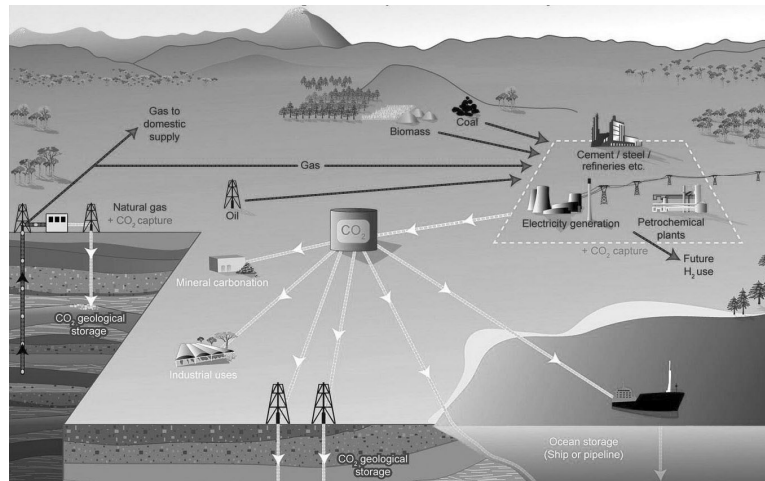 Gas to
domestic
supply
Biomass
Coal
Cement / steel /
refineries etc.
Gas
Natural gas
+ CO₂ capture
Oil
CO₂
Electricity generation
Petrochemical
plants
+ CO₂ capture
Future
H₂ use
Mineral carbonation
CO₂ geological
storage
Industrial uses
Ocean storage
(Ship or pipeline)
CO₂ geological
storage